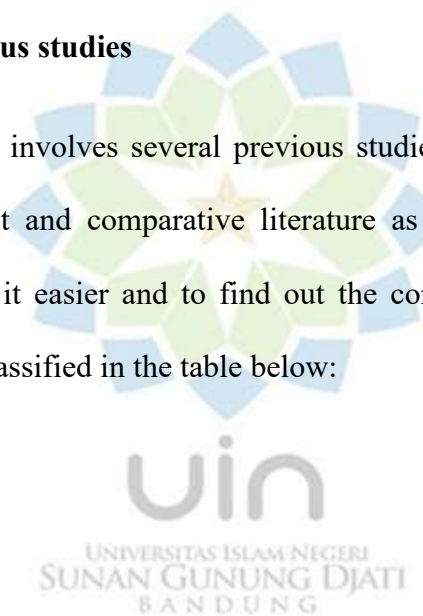 us studies
involves several previous studie
t and comparative literature as
it easier and to find out the co
assified in the table below:
uin
UNIVERSITAS ISLAM NEGERI
SUNAN GUNUNG DJATI
BANDUNG